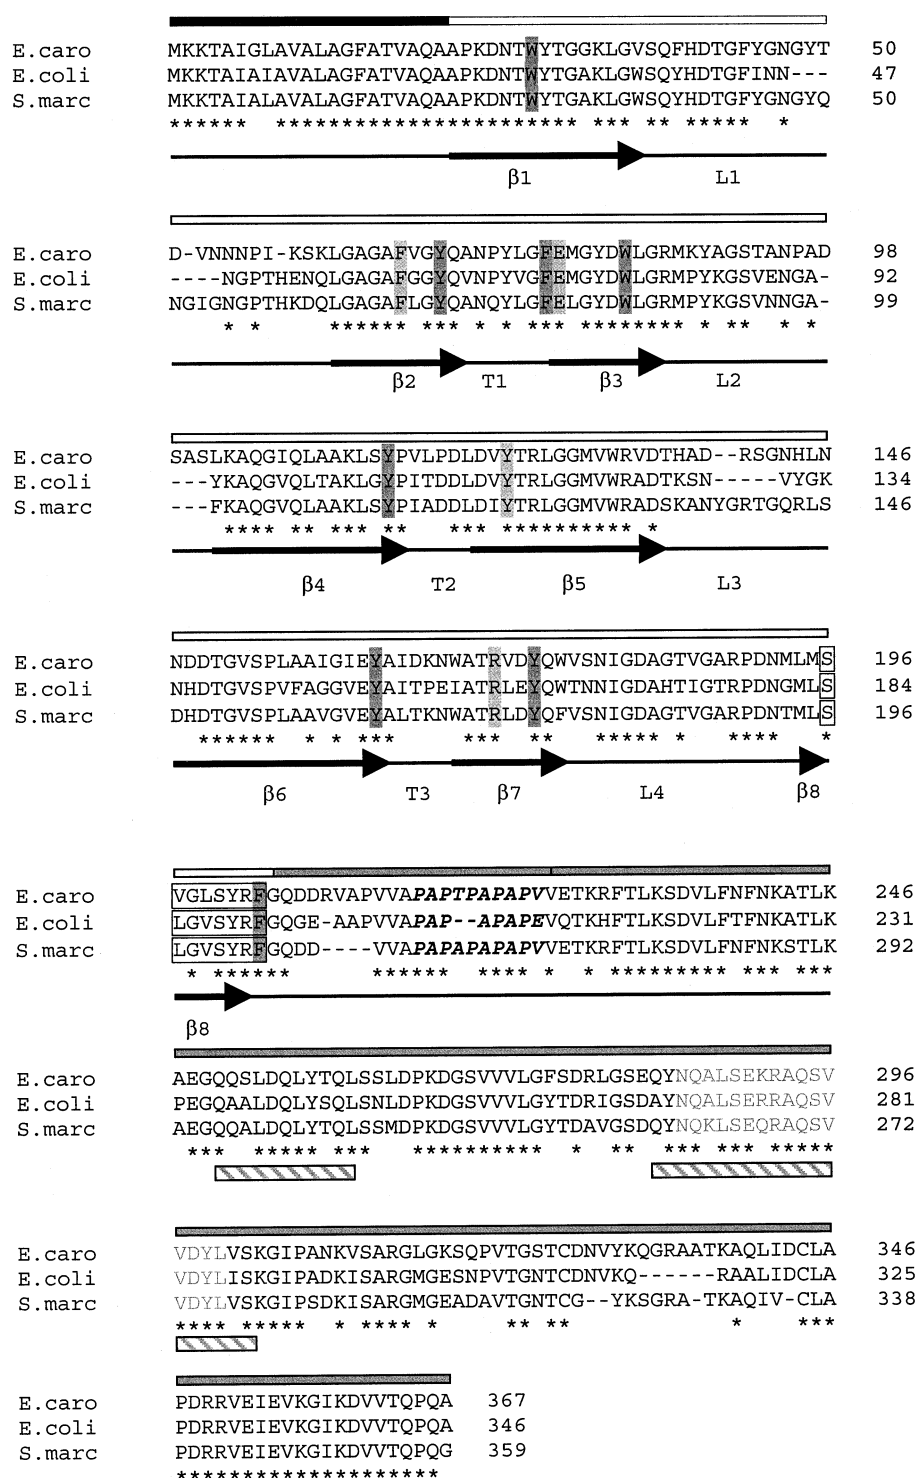 E.caro MKKTAIGLAVALAGFATVAQAAPKDNTWYTGGKLGVSQFHDTGFYGNGYT 50
E.coli MKKTAIAIAVALAGFATVAQAAPKDNTWYTGAKLGWSQYHDTGFINN--- 47
S.marc MKKTAIALAVALAGFATVAQAAPKDNTWYTGAKLGWSQYHDTGFYGNGYQ 50
****** *********************** *** ** ***** *
β1 L1
E.caro D-VNNNNPI-KSKLGAGAFVGYQANPYLGFEMGYDWLGRMKYAGSTANPAD 98
E.coli ----NGPTHENQLGAGAFGGYQVNPYVGFEMGYDWLGRMPYKGSVENGA- 92
S.marc NGIGNGPTHKDQLGAGAFLGYQANQYLGFELGYDWLGRMPYKGSVNNGA- 99
* * ****** *** * * *** ******** * ** * *
β2 T1 β3 L2
E.caro SASLKAQGIQLAAKLSYPVLPDLDVYTRLGGMVWRVDTHAD--RSGNHLN 146
E.coli ---YKAQGVQLTAKLGYPITDDLDVYTRLGGMVWRADTKSN-----VYGK 134
S.marc ---FKAQGVQLAAKLSYPIADDLDIYTRLGGMVWRADSKANYGRTGQRLS 146
**** ** *** ** *** ********** *
β4 T2 β5 L3
E.caro NDDTGVSPLAAIGIEYAIDKNWATRVDYQWVSNIGDAGTVGARPDNMLMS 196
E.coli NHDTGVSPVFAGGVEYAITPEIATRLEYQWTNNIGDAHTIGTRPDNGMLS 184
S.marc DHDTGVSPLAAVGVEYALTKNWATRLDYQFVSNIGDAGTVGARPDNTMLS 196
****** * * *** *** ** ***** * **** *
β6 T3 β7 L4 β8
E.caro VGLSYRFGQDDRVAPVVAPAPTPAPAPVVETKRFTLKSDVLFNFNKATLK 246
E.coli LGVSYRFGQGE-AAPVVAPAP--APAPEVQTKHFTLKSDVLFTFNKATLK 231
S.marc LGVSYRFGQDD----VVAPAPAPAPAPVVETKRFTLKSDVLFNFNKSTLK 292
* ****** ****** **** * * ********* *** ***
β8
E.caro AEGQQSLDQLYTQLSSLDPKDGSVVVLGFSDRLGSEQYNQALSEKRAQSV 296
E.coli PEGQAALDQLYSQLSNLDPKDGSVVVLGYTDRIGSDAYNQALSERRAQSV 281
S.marc AEGQQALDQLYTQLSSMDPKDGSVVVLGYTDAVGSDQYNQKLSEQRAQSV 272
*** ***** *** *********** * ** *** *** *****
E.caro VDYLVSKGIPANKVSARGLGKSQPVTGSTCDNVYKQGRAATKAQLIDCLA 346
E.coli VDYLISKGIPADKISARGMGESNPVTGNTCDNVKQ------RAALIDCLA 325
S.marc VDYLVSKGIPSDKISARGMGEADAVTGNTCG--YKSGRA-TKAQIV-CLA 338
**** ***** * **** * ** ** * ***
E.caro PDRRVEIEVKGIKDVVTQPQA 367
E.coli PDRRVEIEVKGIKDVVTQPQA 346
S.marc PDRRVEIEVKGIKDVVTQPQG 359
********************